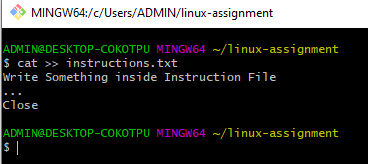 MINGW64:/c/Users/ADMIN/linux-assignment
ADMIN@DESKTOP-COKOTPU MINGW64 ~/linux-assignment
$ cat >> instructions.txt
Write Something inside Instruction File
...
Close
ADMIN@DESKTOP-COKOTPU MINGW64 ~/linux-assignment
$